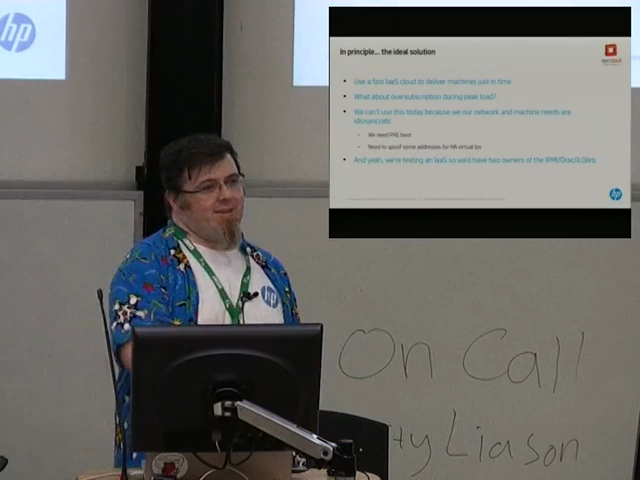 hp
In principle... the ideal solution
openstack
Use a fast IaaS cloud to deliver machines just in time
What about oversubscription during peak load?
We can't use this today because our network and machine needs are
idiosyncratic
We need PXE boot
Need to spoof some addresses for HA virtual ips
And yeah, we're testing an IaaS so we'd have two owners of the IPMI/Drac/iLO/etc
hp
hp
On Call
ty Liason